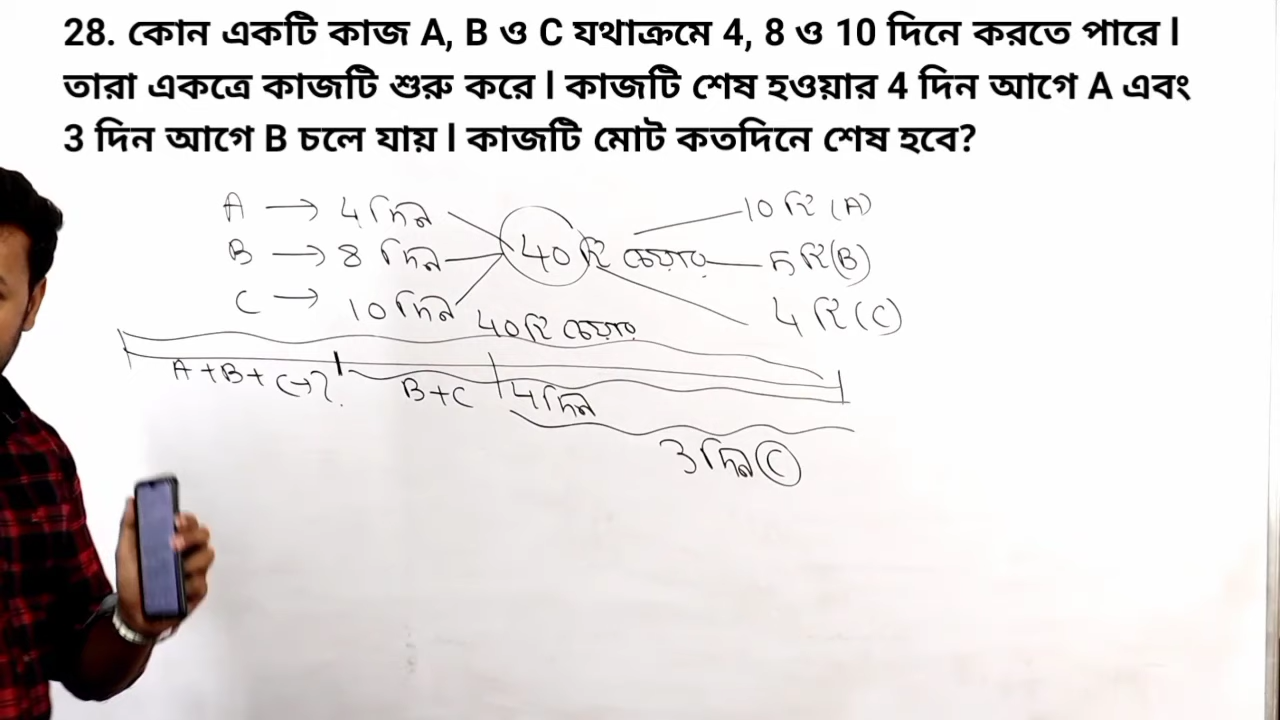 28. কোন একটি কাজ A, B ও C যথাক্রমে 4, 8 ও 10 দিনে করতে পারে l
তারা একত্রে কাজটি শুরু করে l কাজটি শেষ হওয়ার 4 দিন আগে A এবং
3 দিন আগে B চলে যায় l কাজটি মোট কতদিনে শেষ হবে?
A → 4 দিন
B → 8 দিন
C → 10 দিন
40 টি চেয়ার
10 টি (A)
5 টি (B)
4 টি (C)
40 টি চেয়ার
A+B+C→?
B+C
4 দিন
3 দিন C